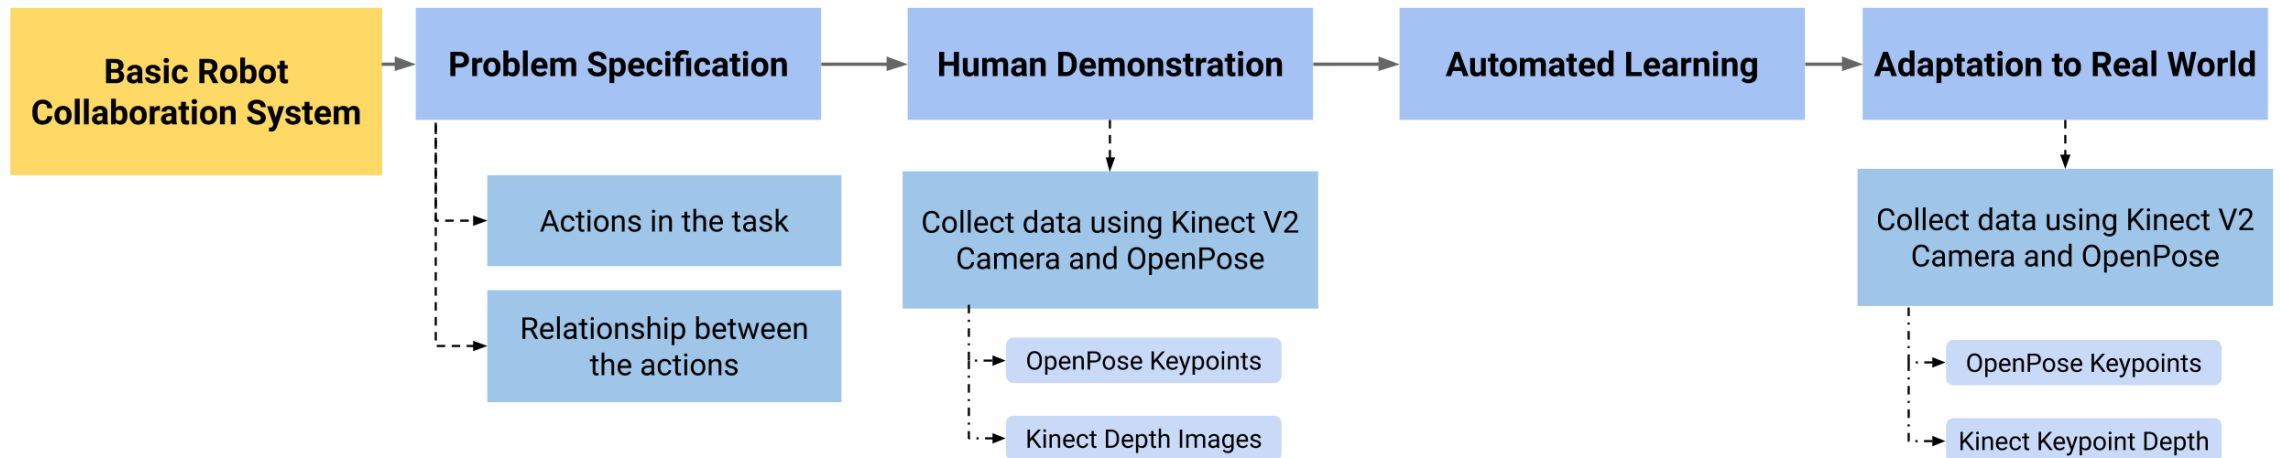 Basic Robot
Collaboration System
Problem Specification
Human Demonstration
Automated Learning
Adaptation to Real World
Actions in the task
Relationship between
the actions
Collect data using Kinect V2
Camera and OpenPose
OpenPose Keypoints
Kinect Depth Images
Collect data using Kinect V2
Camera and OpenPose
OpenPose Keypoints
Kinect Keypoint Depth